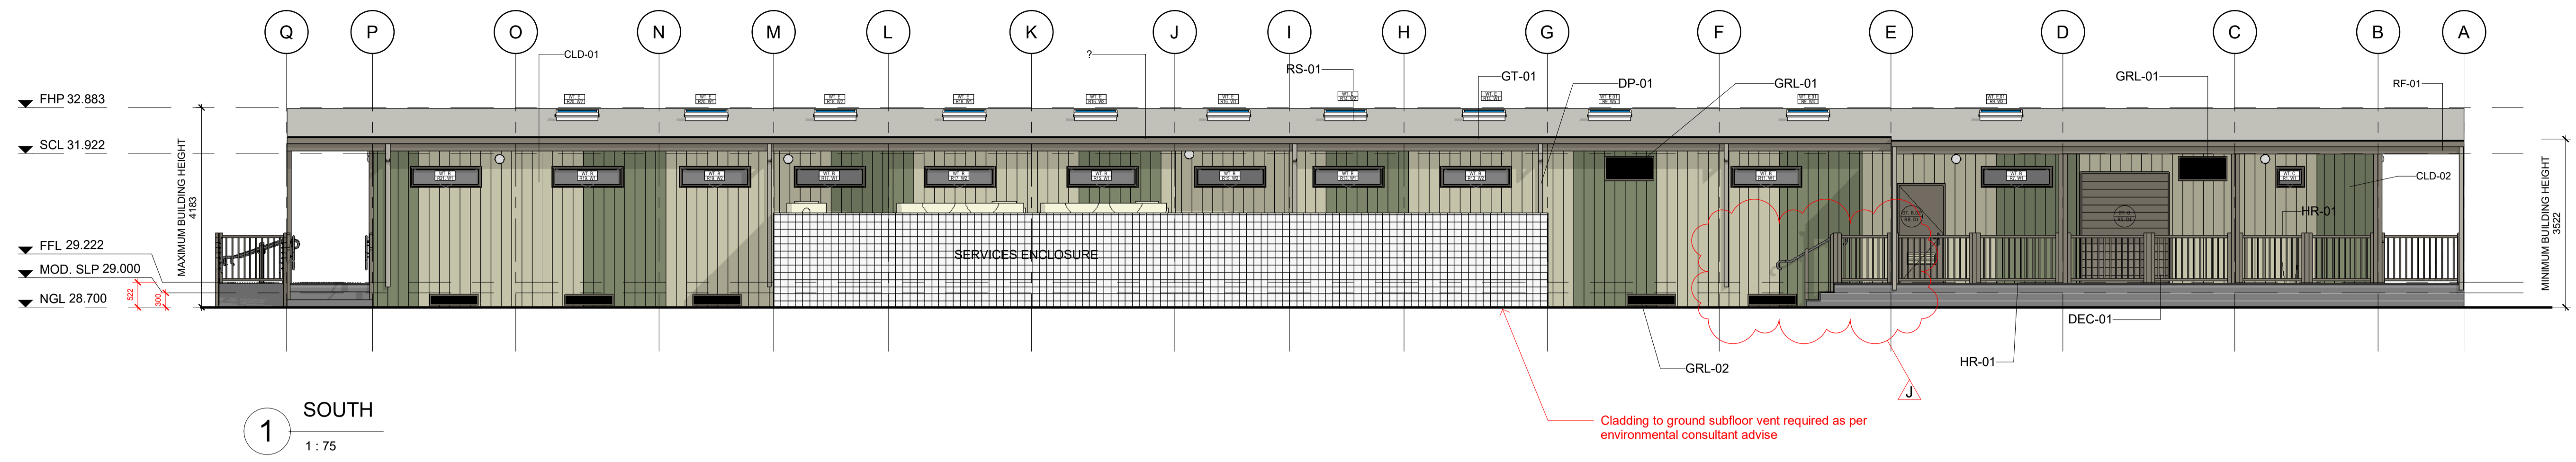 Q
P
O
N
M
L
K
J
I
H
G
F
E
D
C
B
A
CLD-01
?
RS-01
GT-01
DP-01
GRL-01
GRL-01
RF-01
FHP 32.883
SCL 31.922
FFL 29.222
MOD. SLP 29.000
NGL 28.700
522
300
MAXIMUM BUILDING HEIGHT
4183
SERVICES ENCLOSURE
CLD-02
HR-01
MINIMUM BUILDING HEIGHT
3522
DEC-01
HR-01
GRL-02
J
Cladding to ground subfloor vent required as per
environmental consultant advise
1
SOUTH
1 : 75